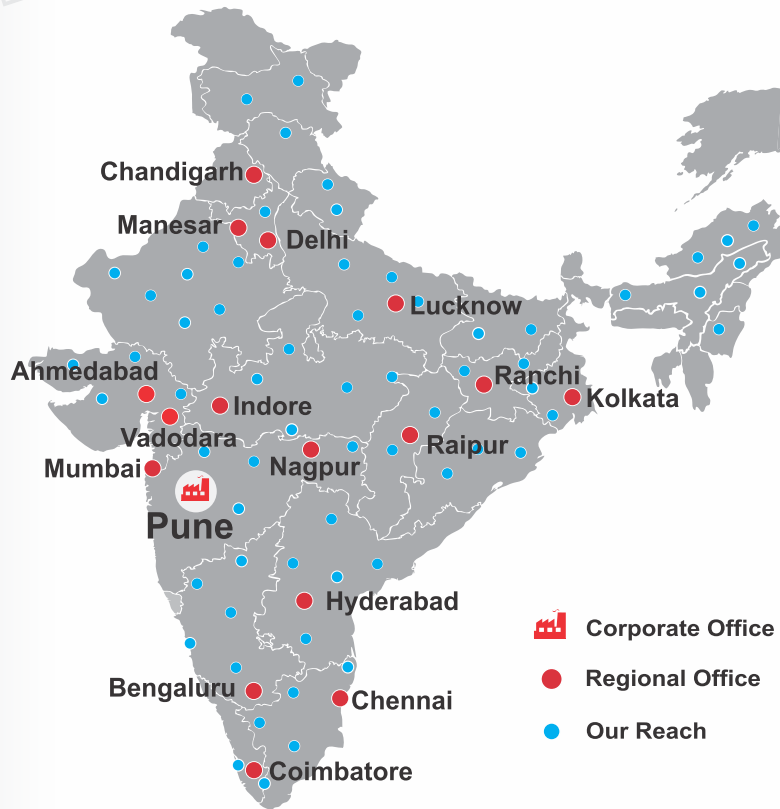 Chandigarh
Manesar
Delhi
Lucknow
Ahmedabad
Ranchi
Indore
Kolkata
Vadodara
Raipur
Mumbai
Nagpur
Pune
Hyderabad
Corporate Office
Regional Office
Bengaluru
Chennai
Our Reach
Coimbatore